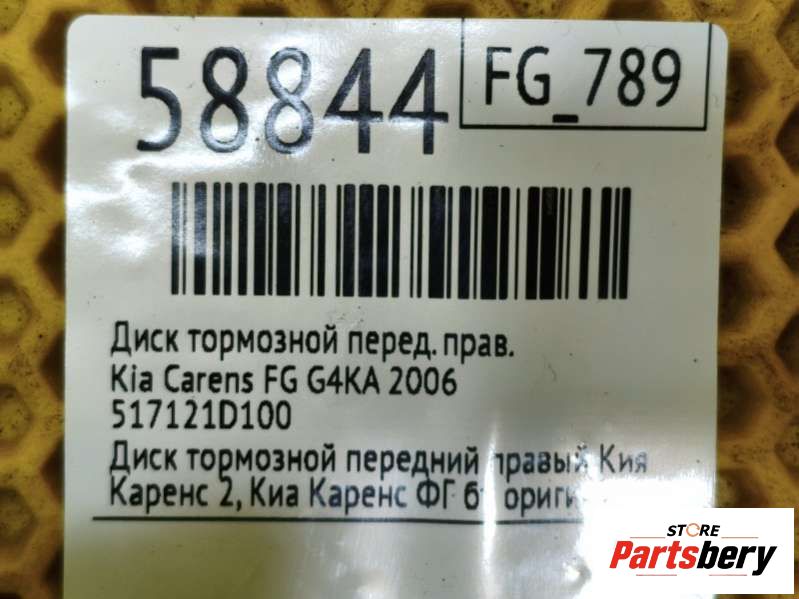 58844
FG_789
Диск тормозной перед. прав.
Kia Carens FG G4KA 2006
517121D100
Диск тормозной передний правый Кия
Каренс 2, Киа Каренс ФГ
STORE
Partsbery